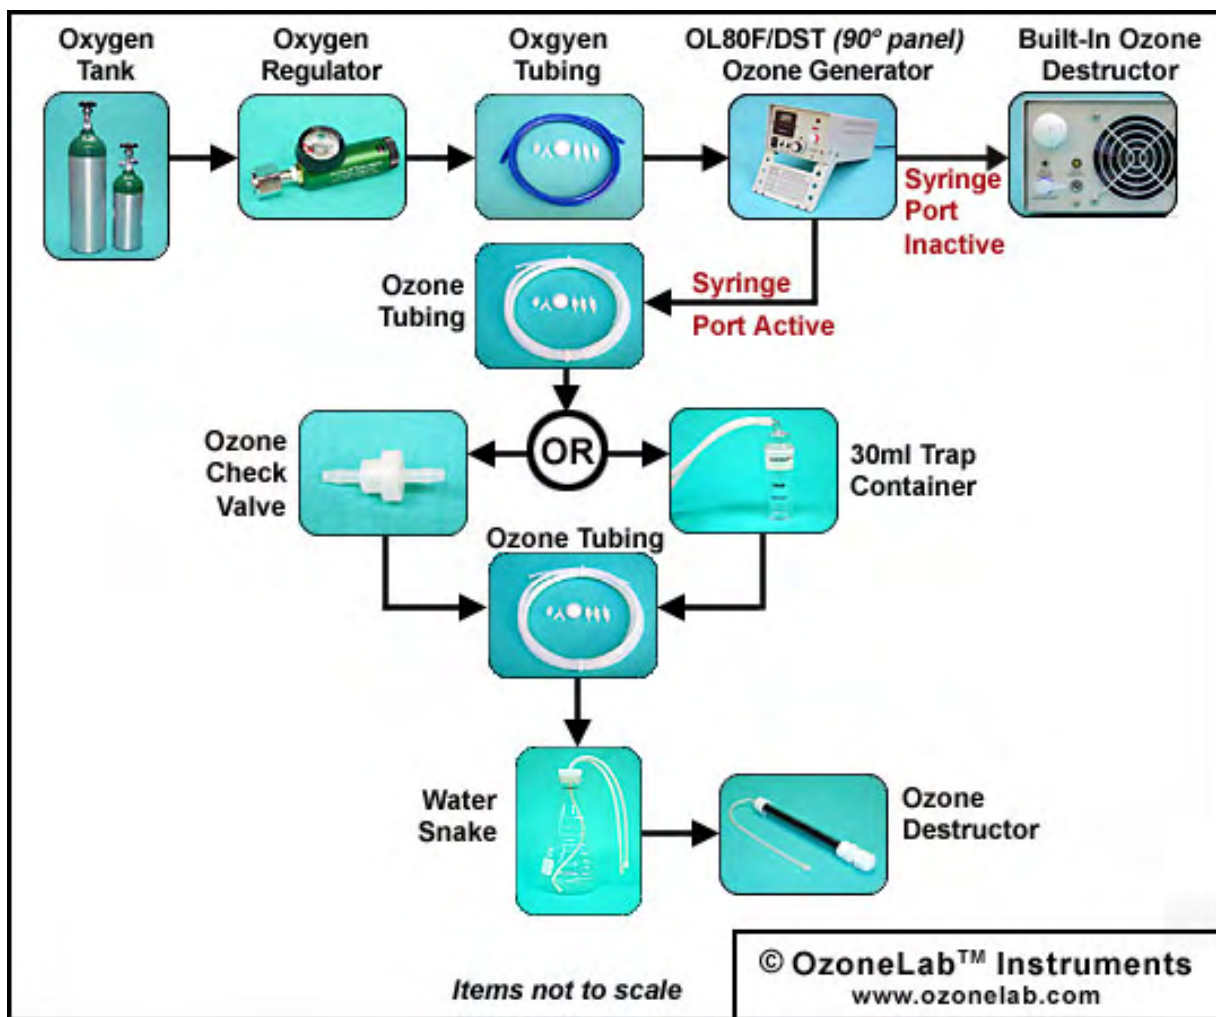 Oxygen
Tank
Oxygen
Regulator
Oxgyen
Tubing
OL80F/DST (90° panel)
Ozone Generator
Built-In Ozone
Destructor
Syringe
Port
Inactive
Ozone
Tubing
Syringe
Port Active
Ozone
Check
Valve
OR
30ml Trap
Container
Ozone Tubing
Water
Snake
Ozone
Destructor
Items not to scale
© OzoneLab™ Instruments
www.ozonelab.com